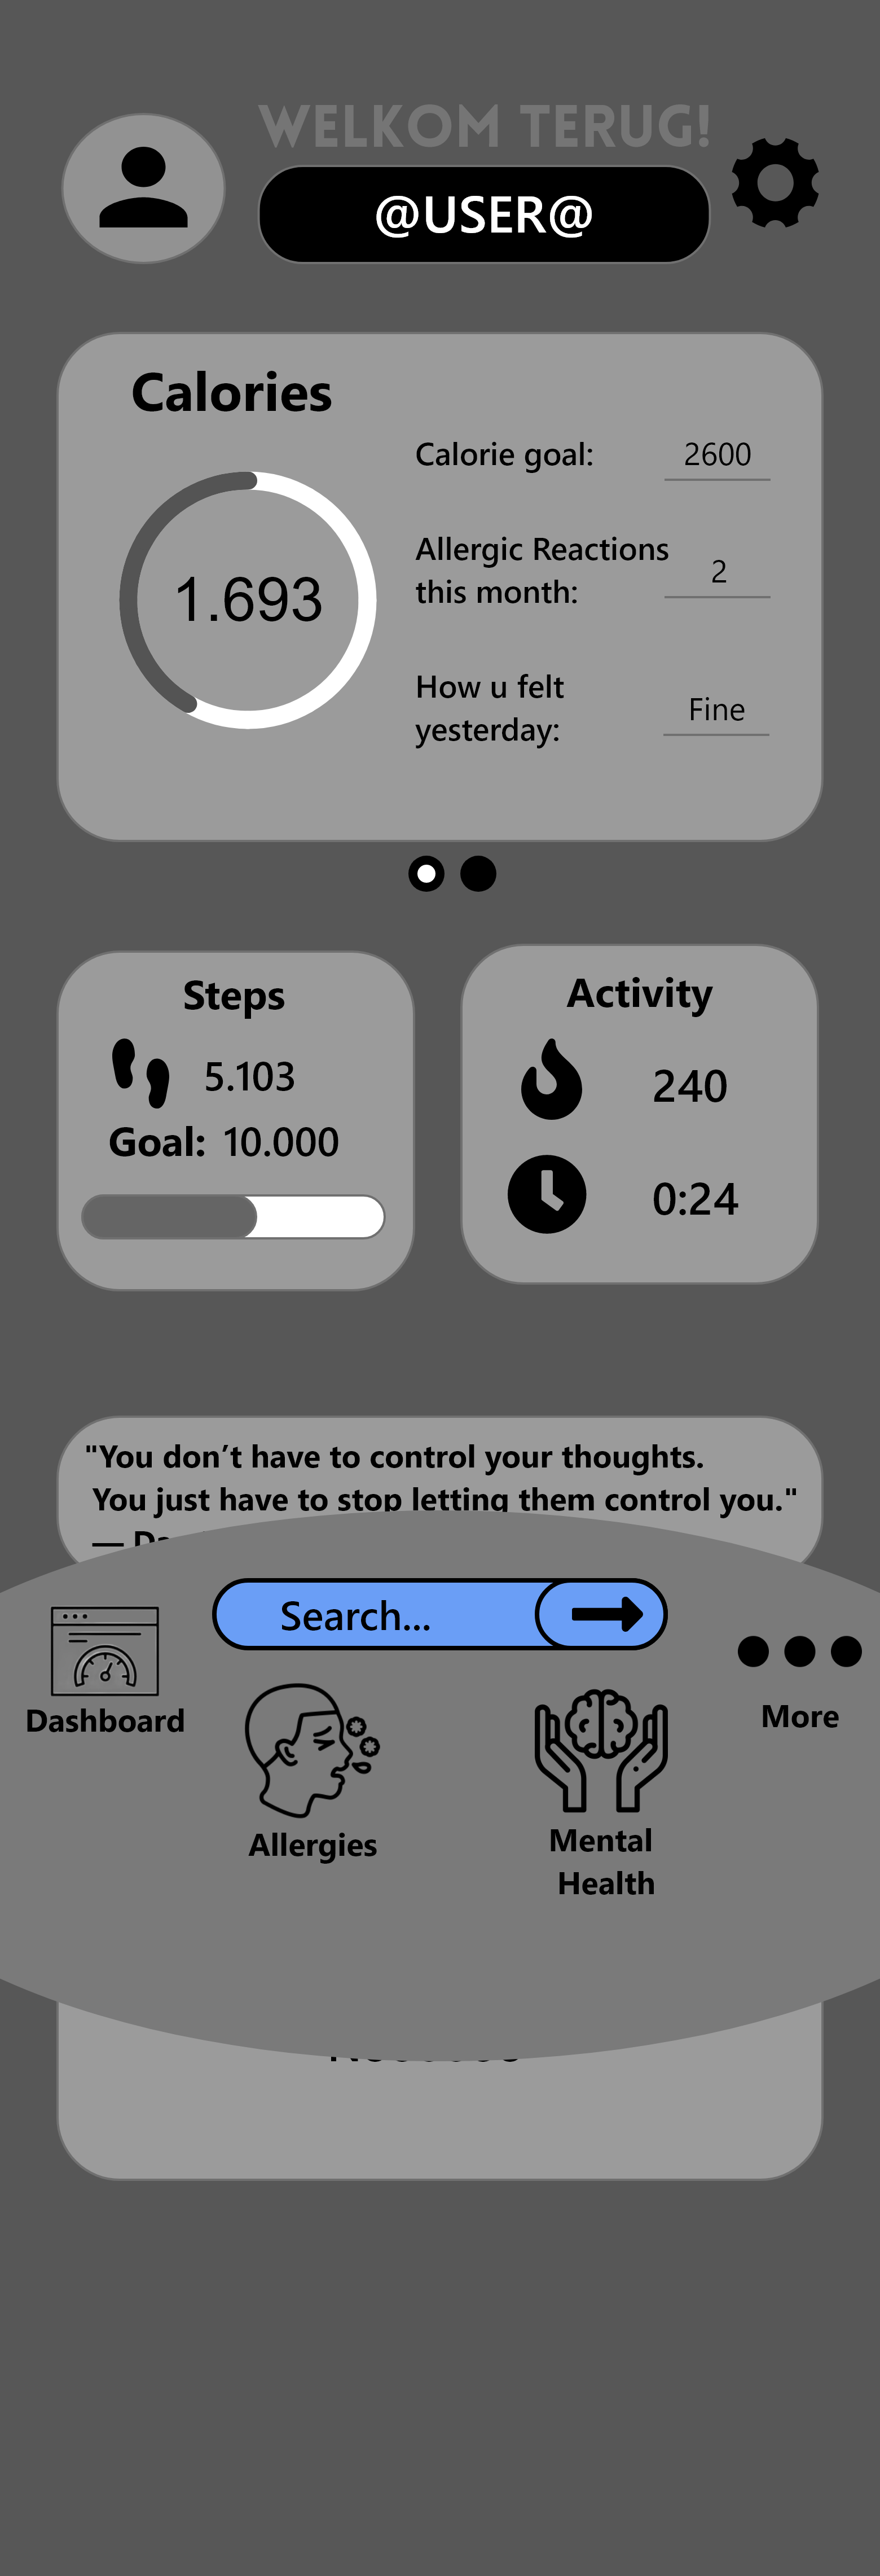 WELKOM TERUG!
@USER@
Calories
1.693
Calorie goal: 2600
Allergic Reactions
this month: 2
How u felt
yesterday: Fine
Steps
5.103
Goal: 10.000
Activity
240
0:24
"You don’t have to control your thoughts.
You just have to stop letting them control you."
—
Search...
Dashboard
More
Allergies
Mental
Health